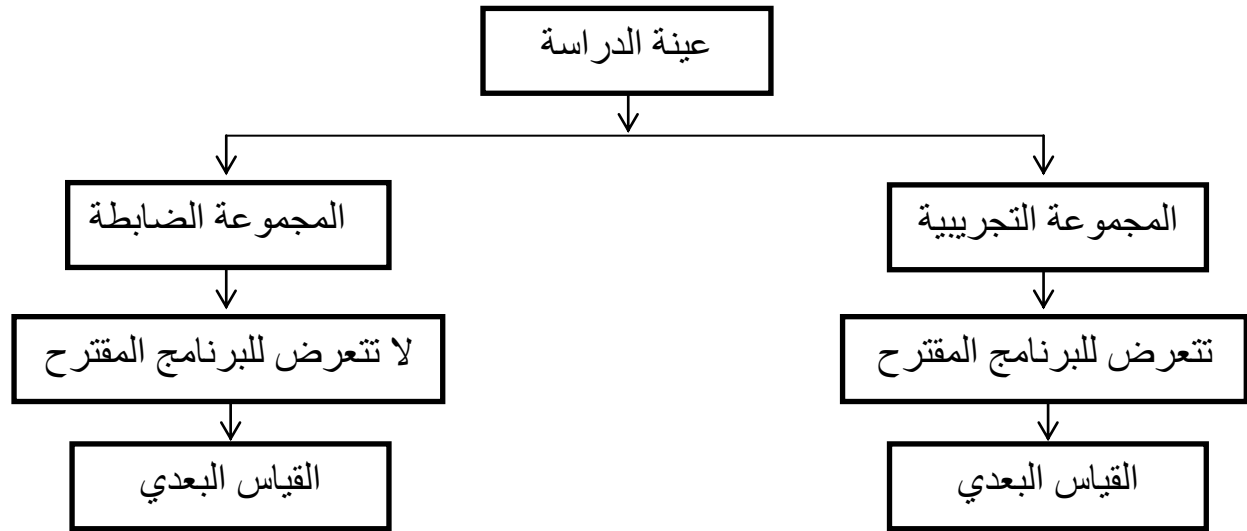 عينة الدراسة
المجموعة التجريبية
المجموعة الضابطة
تتعرض للبرنامج المقترح
لا تتعرض للبرنامج المقترح
القياس البعدي
القياس البعدي